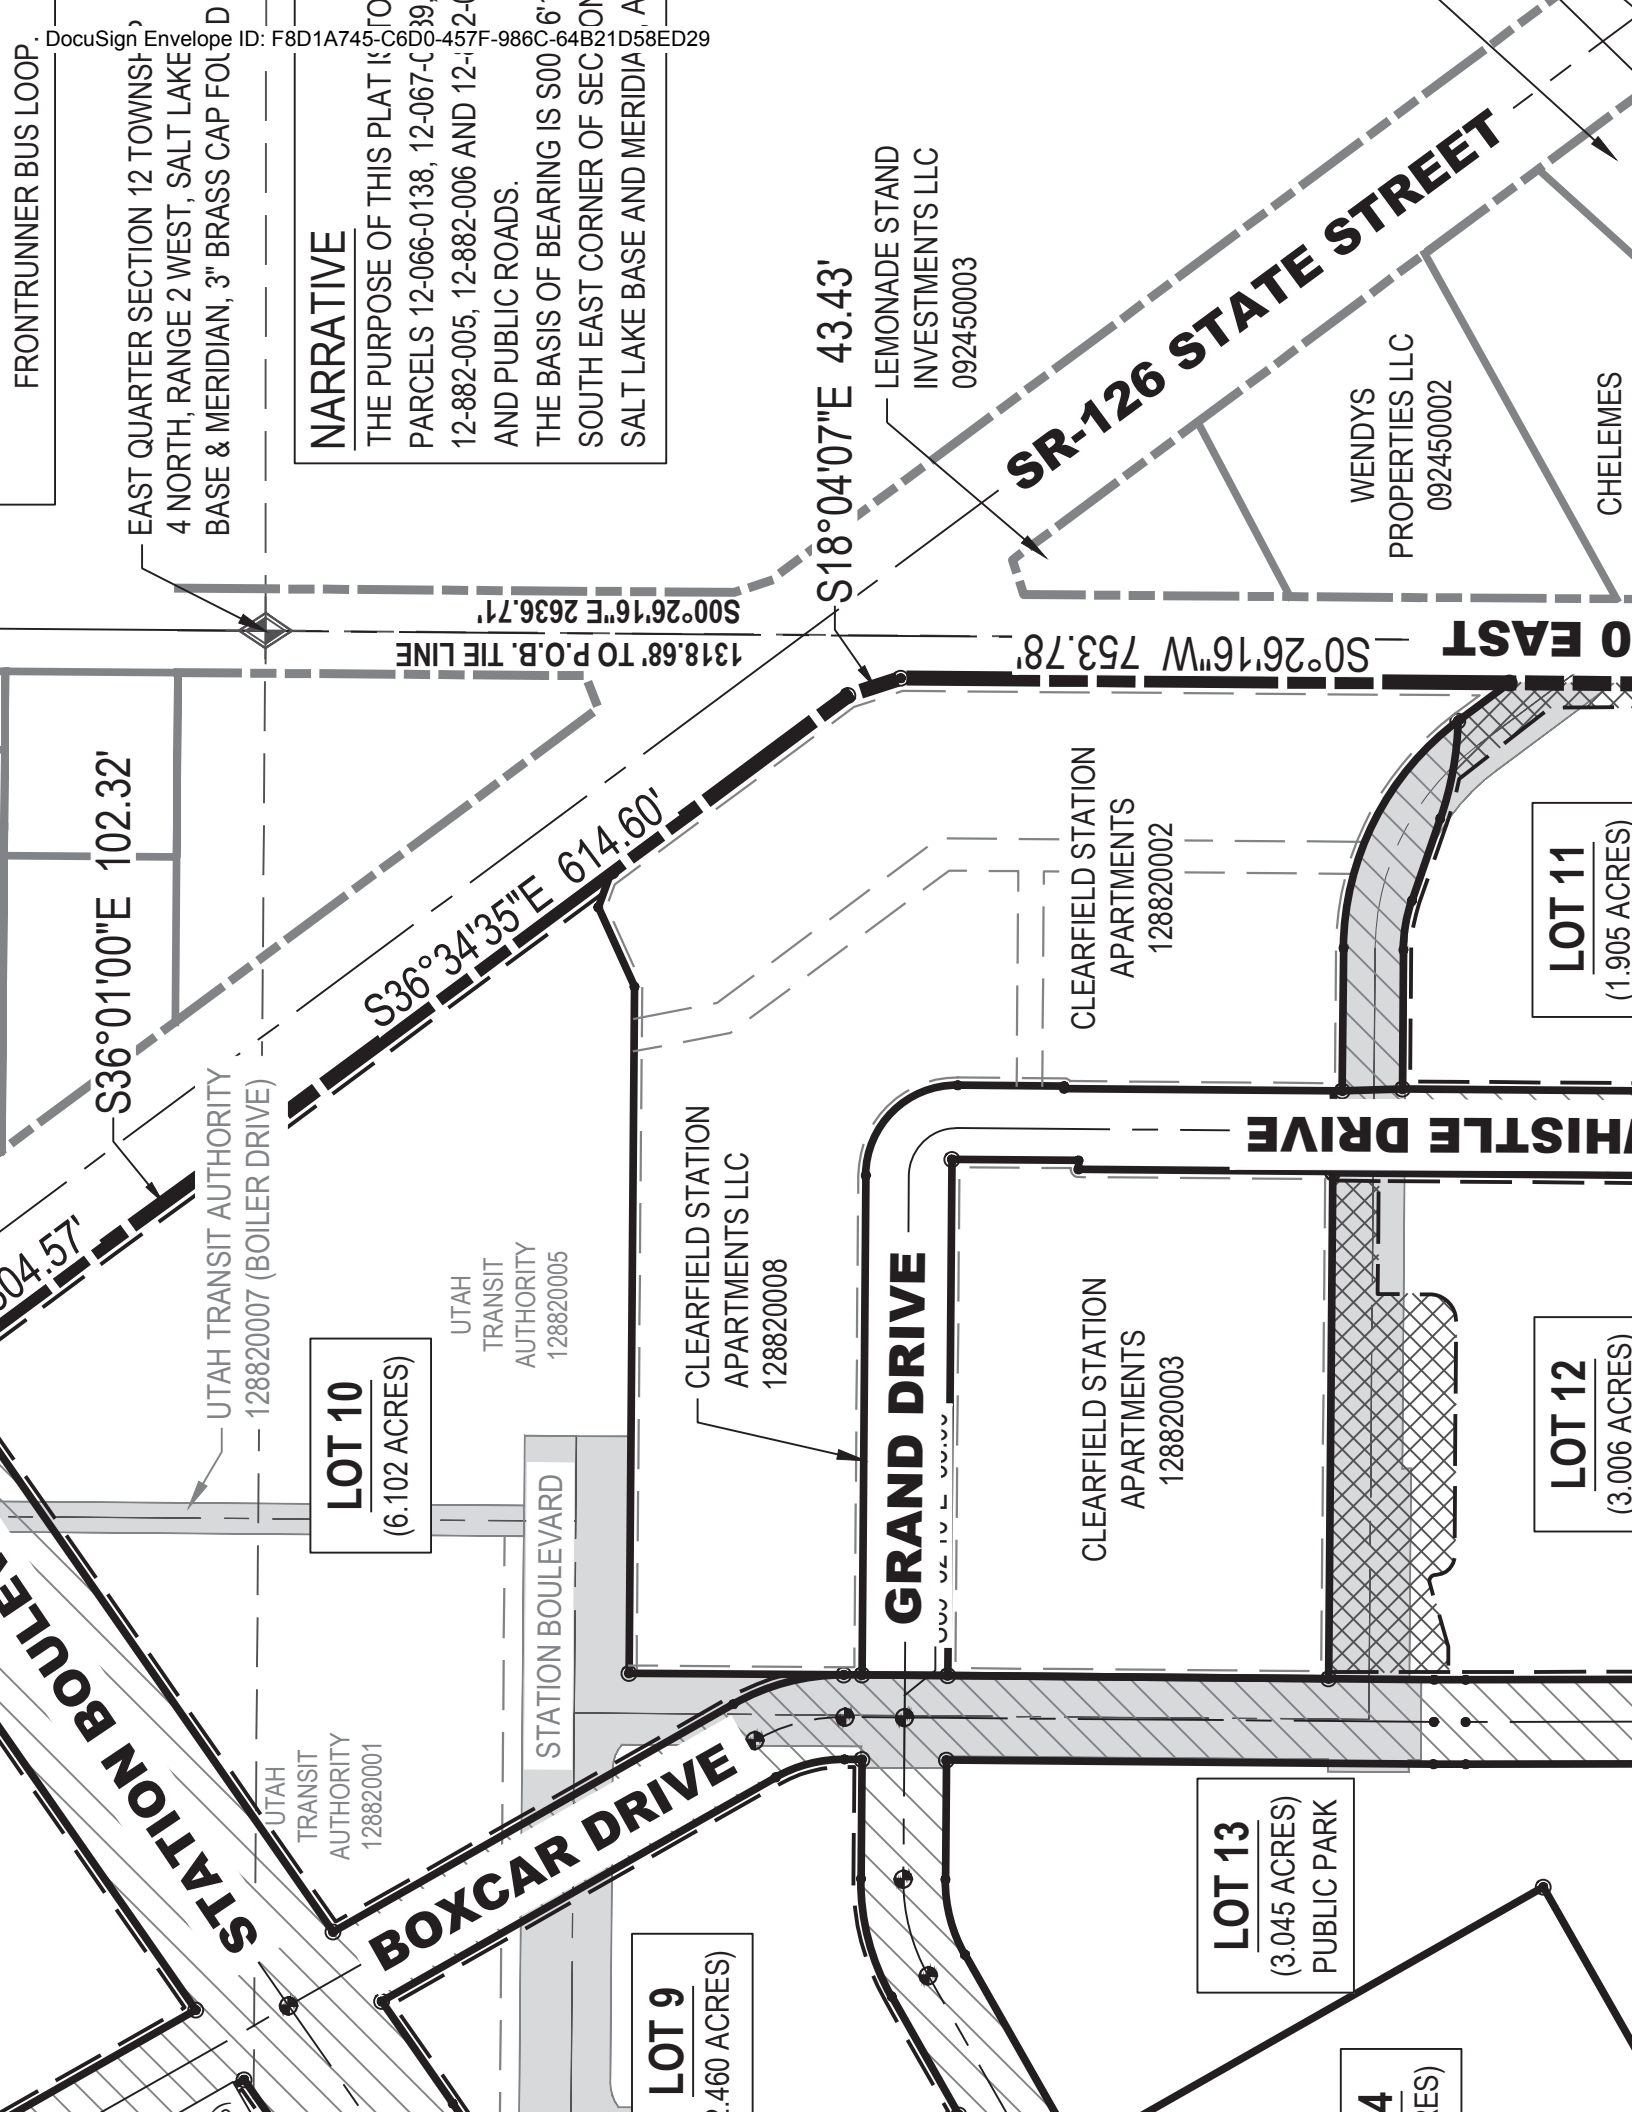 DocuSign Envelope ID: F8D1A745-C6D0-457F-986C-64B21D58ED29
FRONTRUNNER BUS LOOP.
EAST QUARTER SECTION 12 TOWNSHIP
4 NORTH, RANGE 2 WEST, SALT LAKE
BASE & MERIDIAN, 3" BRASS CAP
NARRATIVE
THE PURPOSE OF THIS PLAT IS TO
PARCELS 12-066-0138,
12-882-005, 12-882-006 AND
AND PUBLIC ROADS.
THE BASIS OF BEARING IS
SOUTH EAST CORNER OF
SALT LAKE BASE AND
S18°04'07"E 43.43'
LEMONADE STAND
INVESTMENTS LLC
092450003
SR-126 STATE STREET
WENDYS
PROPERTIES LLC
092450002
CHELEMES
S00°26'16"E 2636.71'
1318.68' TO P.O.B. TIE LINE
S0°26'16"W 753.78'
0 EAST
S36°01'00"E 102.32'
S36°34'35"E 614.60'
04.57'
UTAH TRANSIT AUTHORITY
128820007 (BOILER DRIVE)
UTAH
TRANSIT
AUTHORITY
128820005
LOT 10
(6.102 ACRES)
CLEARFIELD STATION
APARTMENTS
128820002
LOT 11
(1.905 ACRES)
CLEARFIELD STATION
APARTMENTS LLC
128820008
GRAND DRIVE
HISTLE DRIVE
CLEARFIELD STATION
APARTMENTS
128820003
LOT 12
(3.006 ACRES)
STATION BOULEVARD
STATION BOULE
UTAH
TRANSIT
AUTHORITY
128820001
BOXCAR DRIVE
LOT 9
.460 ACRES)
LOT 13
(3.045 ACRES)
PUBLIC PARK
4
RES)